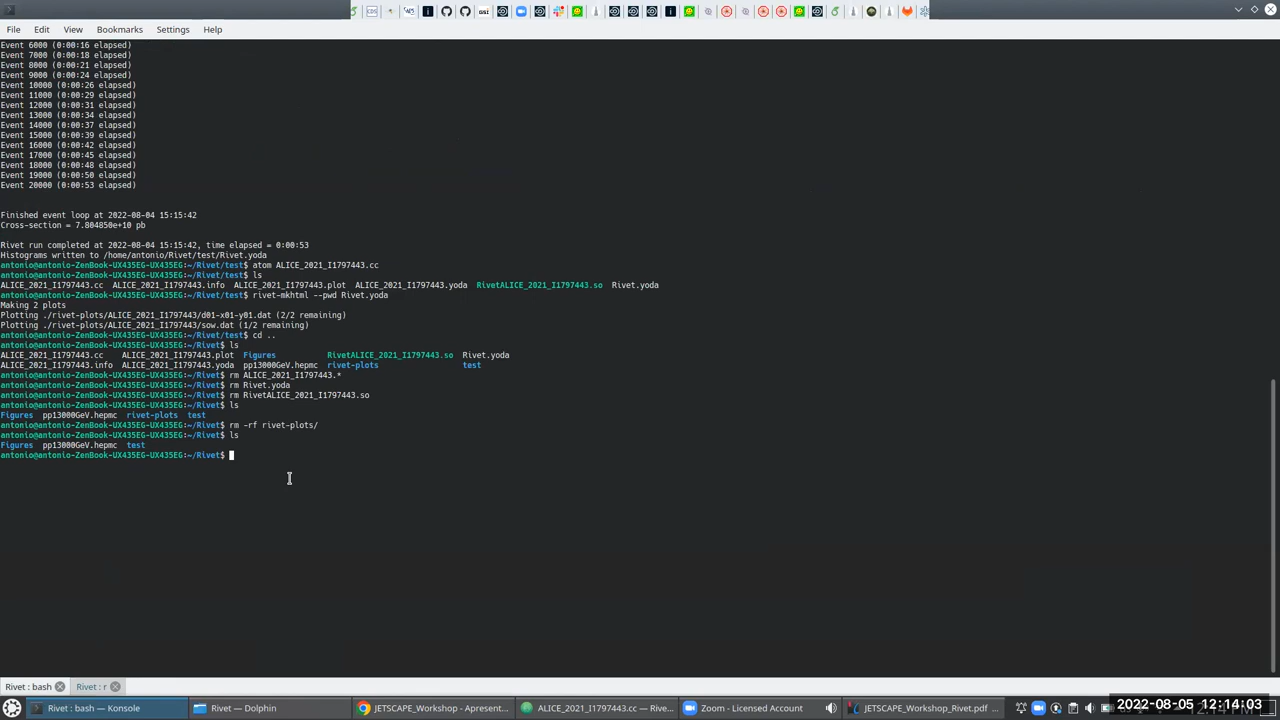 File Edit View Bookmarks Settings Help
Event 6000 (0:00:16 elapsed)
Event 7000 (0:00:18 elapsed)
Event 8000 (0:00:21 elapsed)
Event 9000 (0:00:24 elapsed)
Event 10000 (0:00:26 elapsed)
Event 11000 (0:00:29 elapsed)
Event 12000 (0:00:31 elapsed)
Event 13000 (0:00:34 elapsed)
Event 14000 (0:00:37 elapsed)
Event 15000 (0:00:39 elapsed)
Event 16000 (0:00:42 elapsed)
Event 17000 (0:00:45 elapsed)
Event 18000 (0:00:48 elapsed)
Event 19000 (0:00:50 elapsed)
Event 20000 (0:00:53 elapsed)
Finished event loop at 2022-08-04 15:15:42
Cross-section = 7.804850e+10 pb
Rivet run completed at 2022-08-04 15:15:42, time elapsed = 0:00:53
Histograms written to /home/antonio/Rivet/test/Rivet.yoda
antonio@antonio-ZenBook-UX435EG-UX435EG:~/Rivet/test$ atom ALICE_2021_I1797443.cc
antonio@antonio-ZenBook-UX435EG-UX435EG:~/Rivet/test$ ls
ALICE_2021_I1797443.cc ALICE_2021_I1797443.info ALICE_2021_I1797443.plot ALICE_2021_I1797443.yoda RivetALICE_2021_I1797443.so Rivet.yoda
antonio@antonio-ZenBook-UX435EG-UX435EG:~/Rivet/test$ rivet-mkhtml --pwd Rivet.yoda
Making 2 plots
Plotting ./rivet-plots/ALICE_2021_I1797443/d01-x01-y01.dat (2/2 remaining)
Plotting ./rivet-plots/ALICE_2021_I1797443/sow.dat (1/2 remaining)
antonio@antonio-ZenBook-UX435EG-UX435EG:~/Rivet/test$ cd ..
antonio@antonio-ZenBook-UX435EG-UX435EG:~/Rivet$ ls
ALICE_2021_I1797443.cc ALICE_2021_I1797443.plot Figures RivetALICE_2021_I1797443.so Rivet.yoda
ALICE_2021_I1797443.info ALICE_2021_I1797443.yoda pp13000GeV.hepmc rivet-plots test
antonio@antonio-ZenBook-UX435EG-UX435EG:~/Rivet$ rm ALICE_2021_I1797443.*
antonio@antonio-ZenBook-UX435EG-UX435EG:~/Rivet$ rm Rivet.yoda
antonio@antonio-ZenBook-UX435EG-UX435EG:~/Rivet$ rm RivetALICE_2021_I1797443.so
antonio@antonio-ZenBook-UX435EG-UX435EG:~/Rivet$ ls
Figures pp13000GeV.hepmc rivet-plots test
antonio@antonio-ZenBook-UX435EG-UX435EG:~/Rivet$ rm -rf rivet-plots/
antonio@antonio-ZenBook-UX435EG-UX435EG:~/Rivet$ ls
Figures pp13000GeV.hepmc test
antonio@antonio-ZenBook-UX435EG-UX435EG:~/Rivet$
Rivet : bash Rivet : r
Rivet : bash — Konsole Rivet — Dolphin JETSCAPE_Workshop - Apresent... ALICE_2021_I1797443.cc — Rive... Zoom - Licensed Account JETSCAPE_Workshop_Rivet.pdf ... 2022-08-05 12:14:03